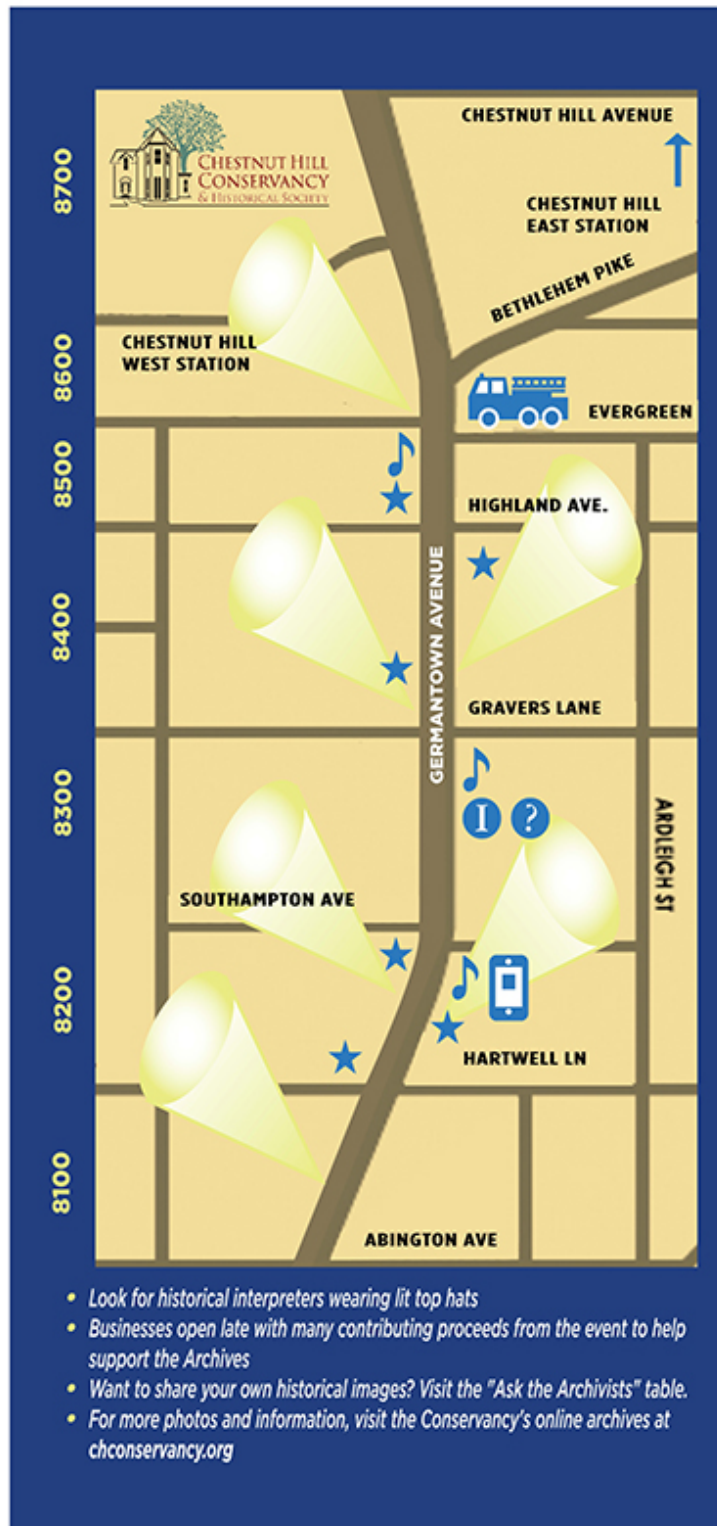 CHESTNUT HILL
CONSERVANCY
& HISTORICAL SOCIETY
CHESTNUT HILL AVENUE
CHESTNUT HILL
EAST STATION
BETHLEHEM PIKE
8700
CHESTNUT HILL
WEST STATION
8600
EVERGREEN
8500
HIGHLAND AVE.
GERMANTOWN AVENUE
8400
GRAVERS LANE
8300
I ?
ARDLEIGH ST
SOUTHAMPTON AVE
8200
HARTWELL LN
8100
ABINGTON AVE
• Look for historical interpreters wearing lit top hats
• Businesses open late with many contributing proceeds from the event to help
support the Archives
• Want to share your own historical images? Visit the "Ask the Archivists" table.
• For more photos and information, visit the Conservancy's online archives at
chconservancy.org